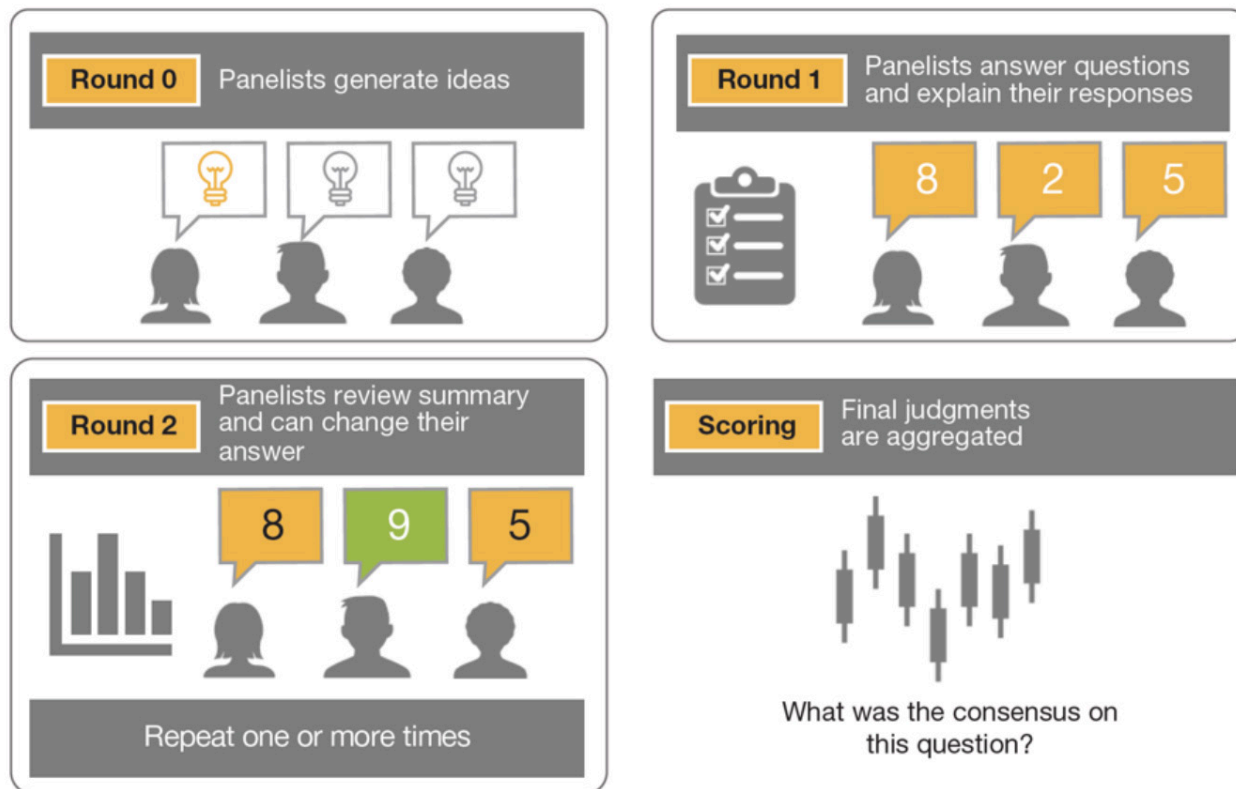 Round 0
Panelists generate ideas
Round 1
Panelists answer questions
and explain their responses
8
2
5
Round 2
Panelists review summary
and can change their
answer
8
9
5
Repeat one or more times
Scoring
Final judgments
are aggregated
What was the consensus on
this question?